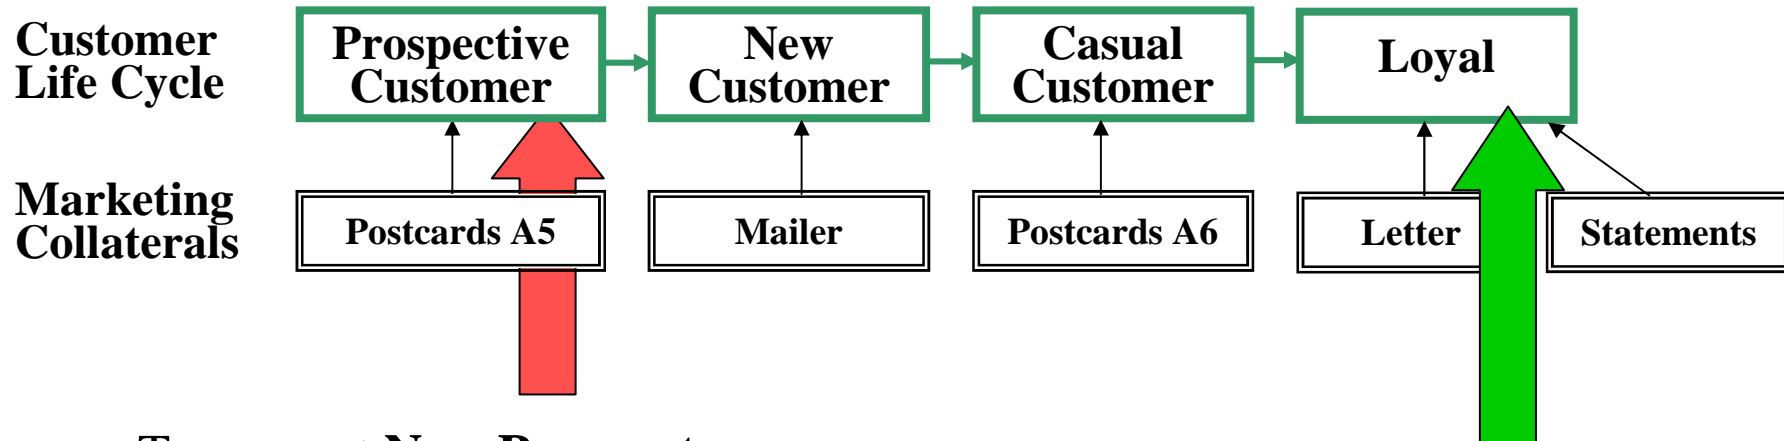 Customer
Life Cycle
Prospective
Customer
New
Customer
Casual
Customer
Loyal
Marketing
Collaterals
Postcards A5
Mailer
Postcards A6
Letter
Statements